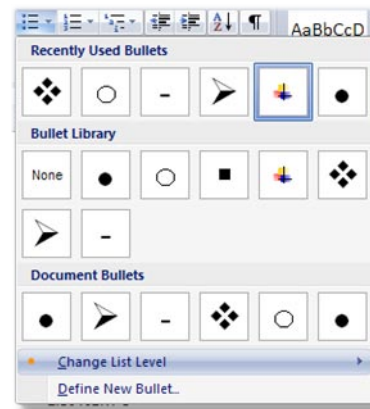 AaBbCcD
Recently Used Bullets
Bullet Library
None
Document Bullets
Change List Level
Define New Bullet...